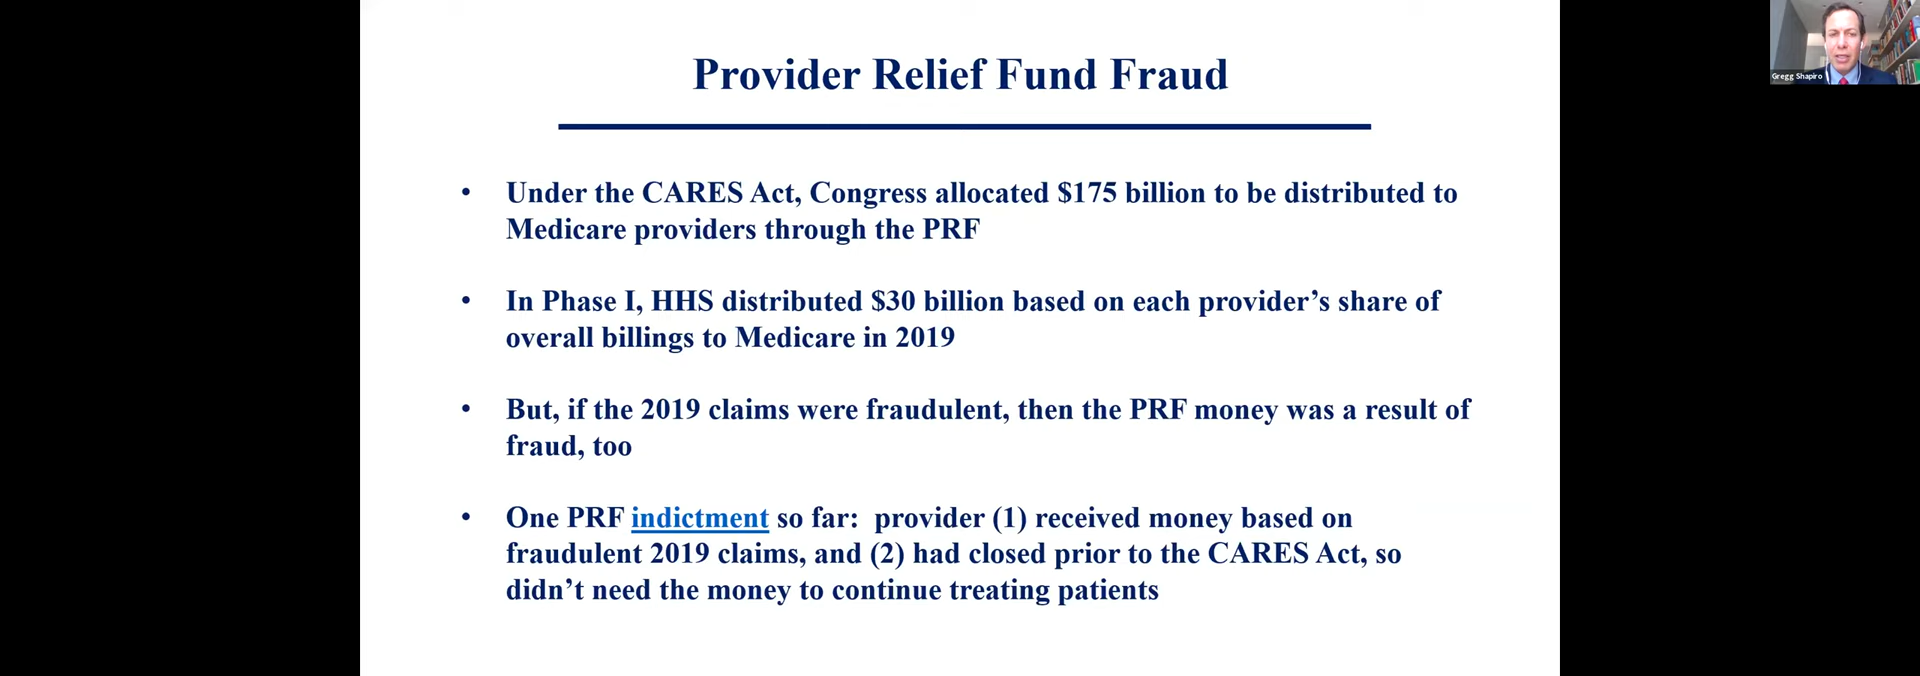 Provider Relief Fund Fraud
Gregg Shapiro
• Under the CARES Act, Congress allocated $175 billion to be distributed to
Medicare providers through the PRF
• In Phase I, HHS distributed $30 billion based on each provider’s share of
overall billings to Medicare in 2019
• But, if the 2019 claims were fraudulent, then the PRF money was a result of
fraud, too
• One PRF indictment so far:  provider (1) received money based on
fraudulent 2019 claims, and (2) had closed prior to the CARES Act, so
didn’t need the money to continue treating patients